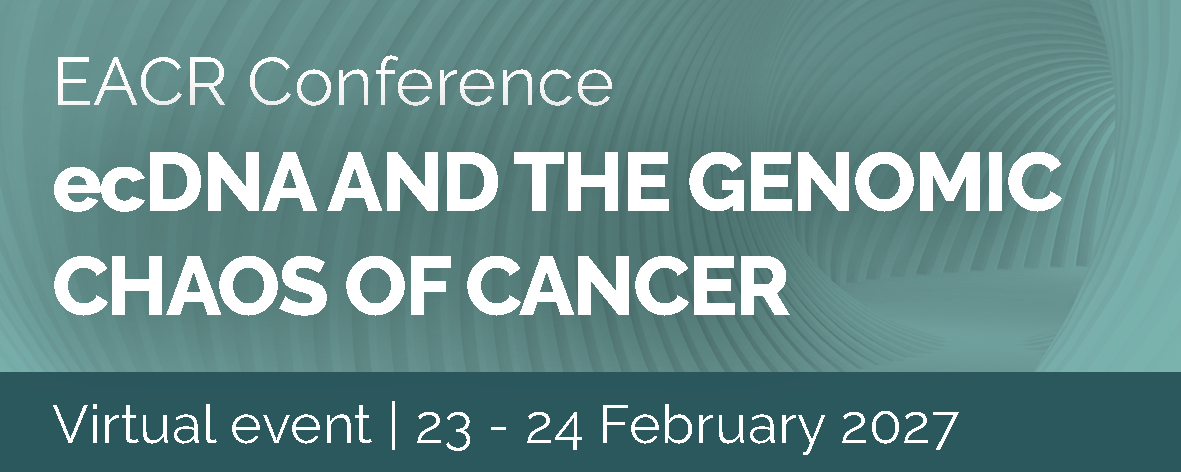 EACR Conference
ecDNA AND THE GENOMIC
CHAOS OF CANCER
Virtual event | 23 - 24 February 2027